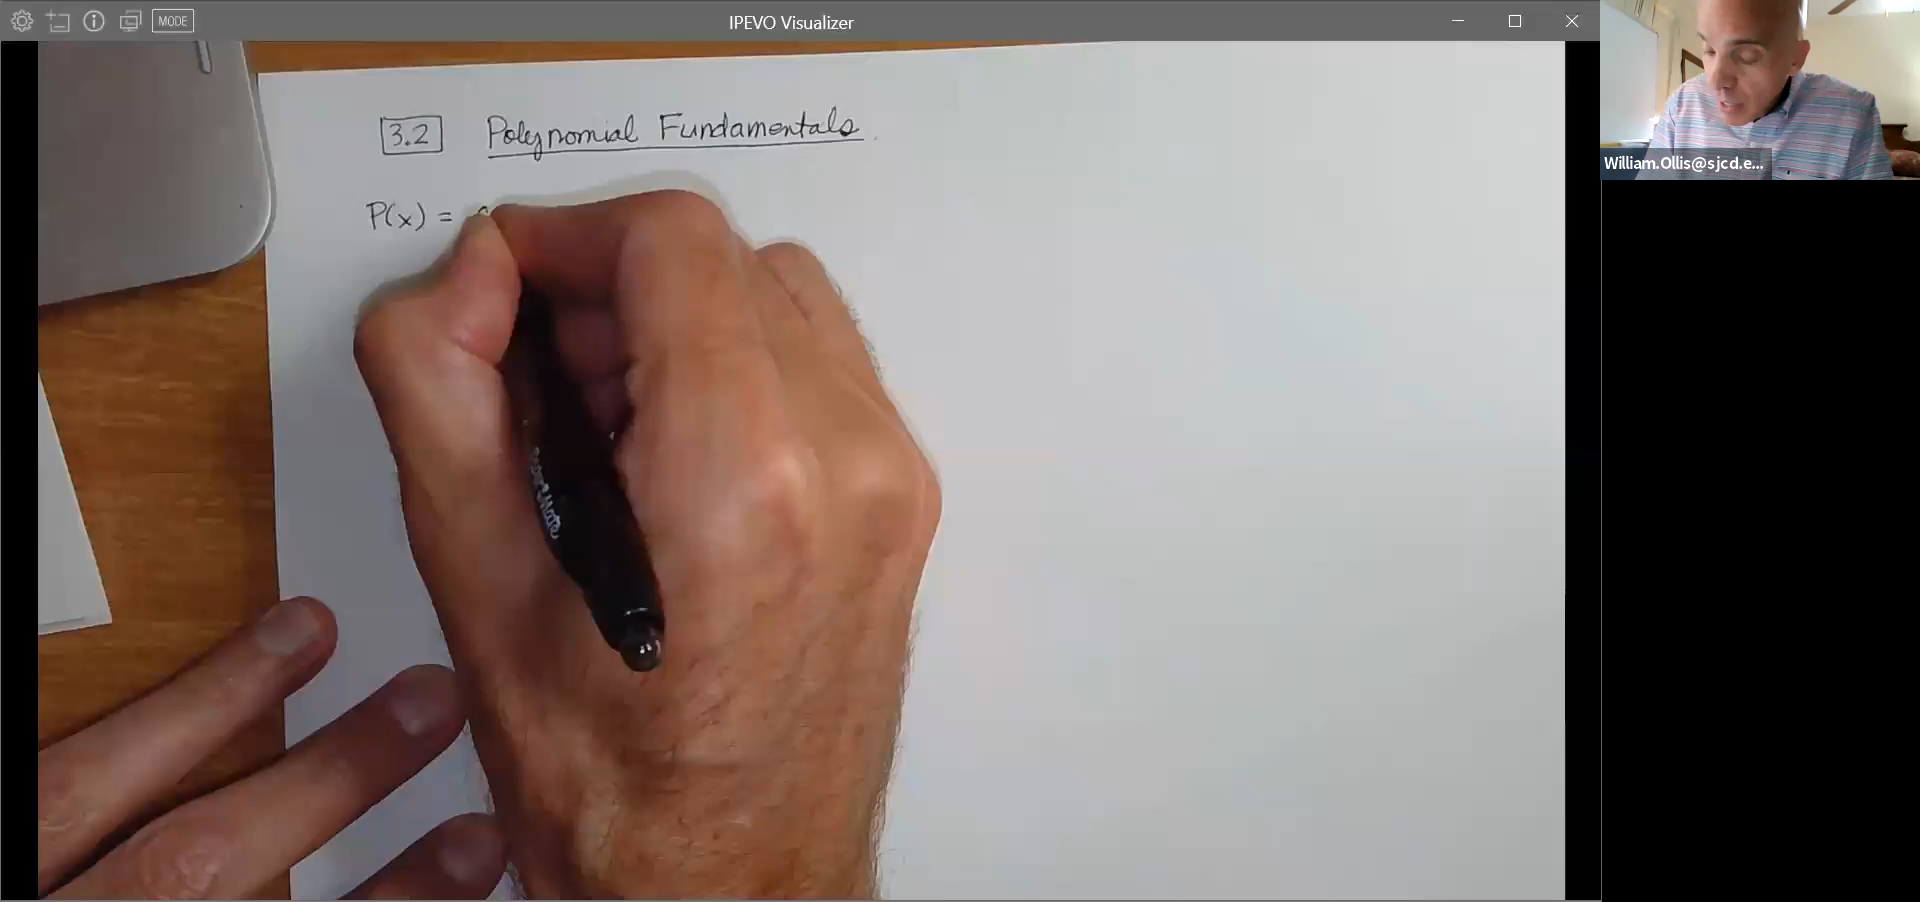 MODE
IPEVO Visualizer
3.2 Polynomial Fundamentals
P(x) =
William.Ollis@sjcd.e...